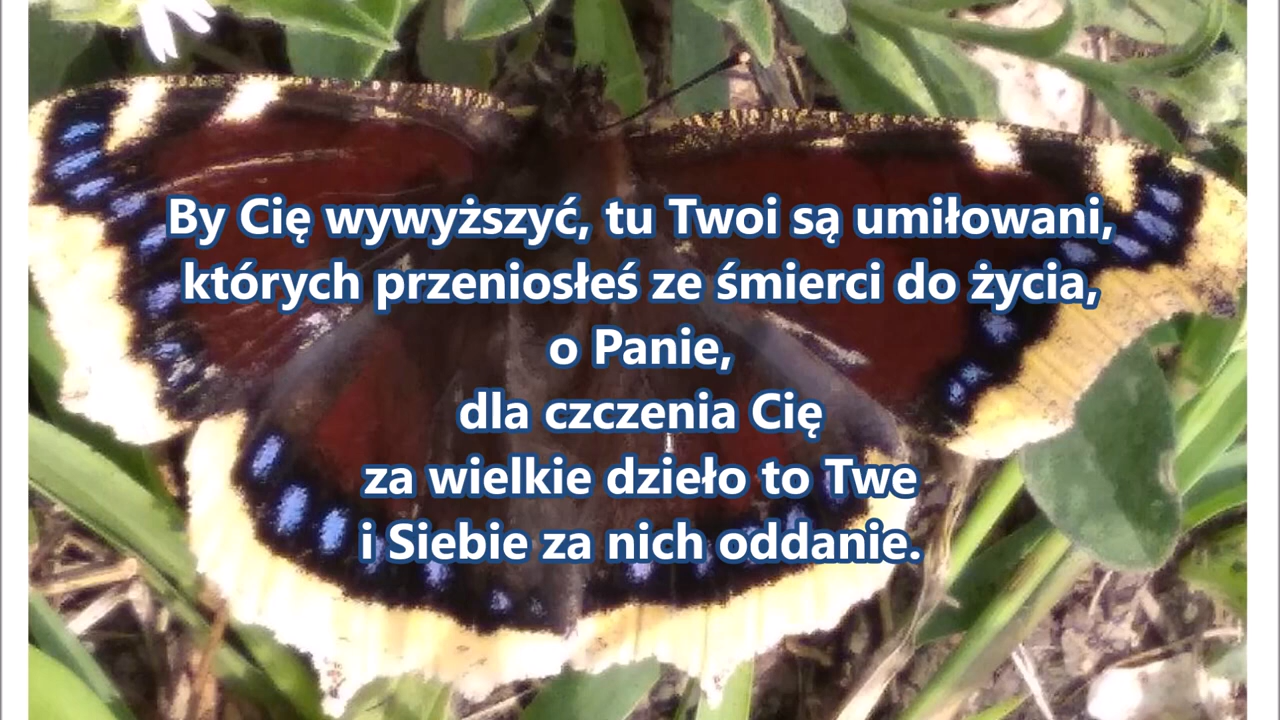 By Cię wywyższyć, tu Twoi są umiłowani,
których przeniosłeś ze śmierci do życia,
o Panie,
dla czczenia Cię
za wielkie dzieło to Twe
i Siebie za nich oddanie.